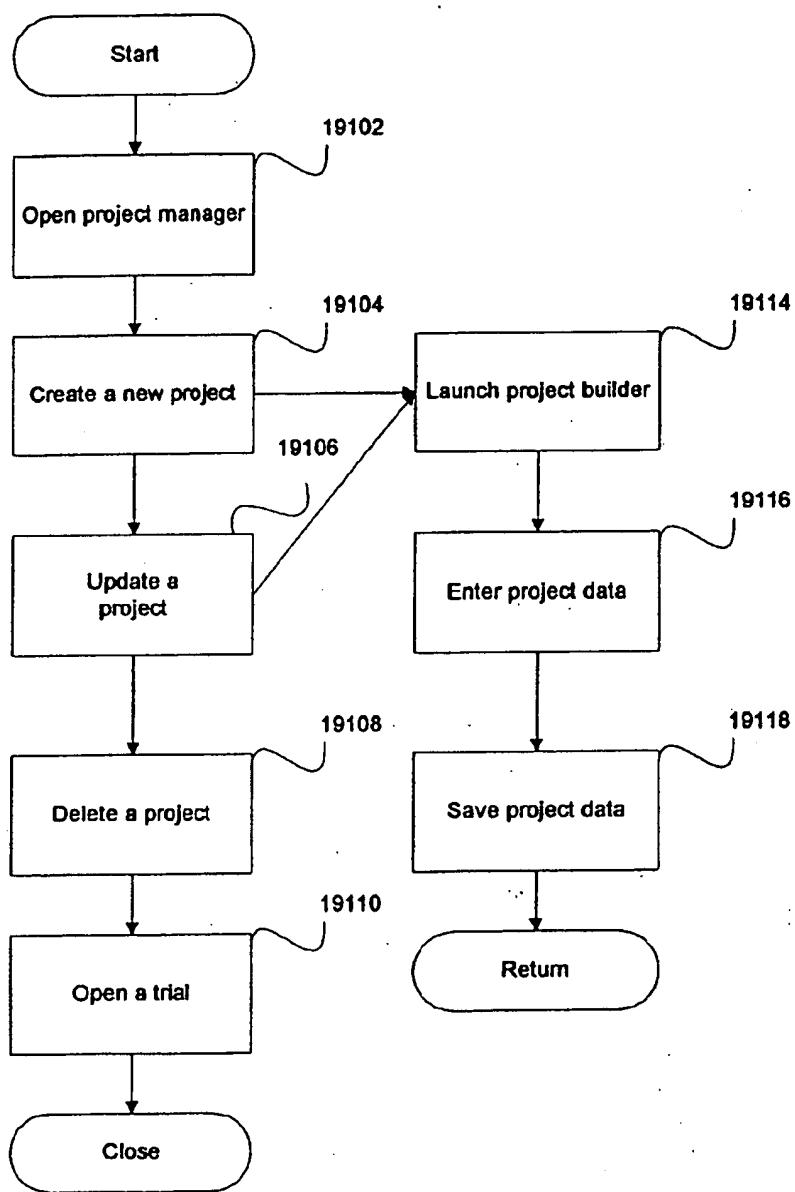 Start
19102
Open project manager
19104
Create a new project
19106
Update a
project
19108
Delete a project
19110
Open a trial
Close
19114
Launch project builder
19116
Enter project data
19118
Save project data
Return